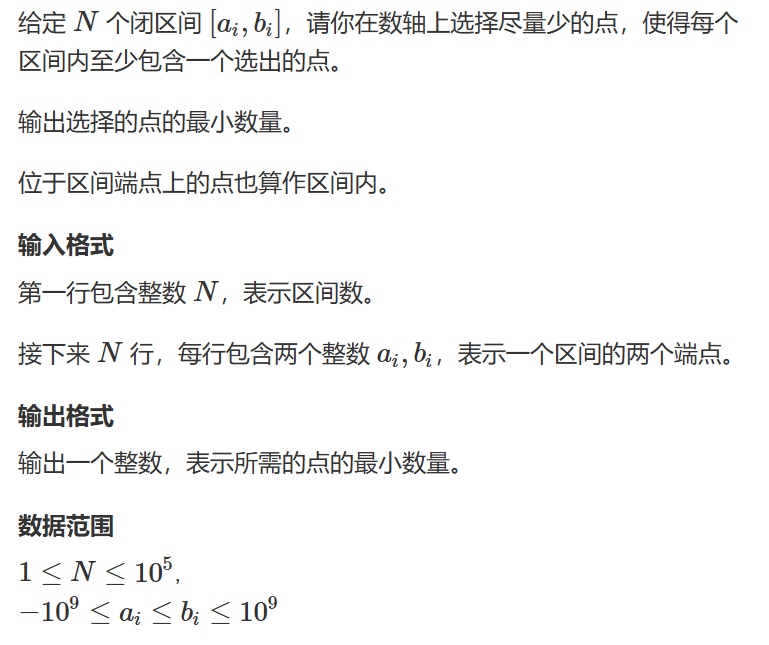 给定 N 个闭区间 [a_i, b_i]，请你在数轴上选择尽量少的点，使得每个
区间内至少包含一个选出的点。
输出选择的点的最小数量。
位于区间端点上的点也算作区间内。
输入格式
第一行包含整数 N，表示区间数。
接下来 N 行，每行包含两个整数 a_i, b_i，表示一个区间的两个端点。
输出格式
输出一个整数，表示所需的点的最小数量。
数据范围
1 ≤ N ≤ 10^5,
−10^9 ≤ a_i ≤ b_i ≤ 10^9